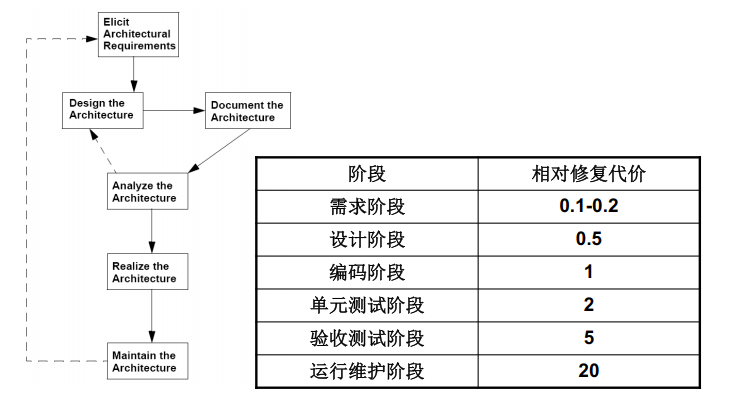 Elicit
Architectural
Requirements
Design the
Architecture
Document the
Architecture
Analyze the
Architecture
Realize the
Architecture
Maintain the
Architecture
阶段 相对修复代价
需求阶段 0.1-0.2
设计阶段 0.5
编码阶段 1
单元测试阶段 2
验收测试阶段 5
运行维护阶段 20